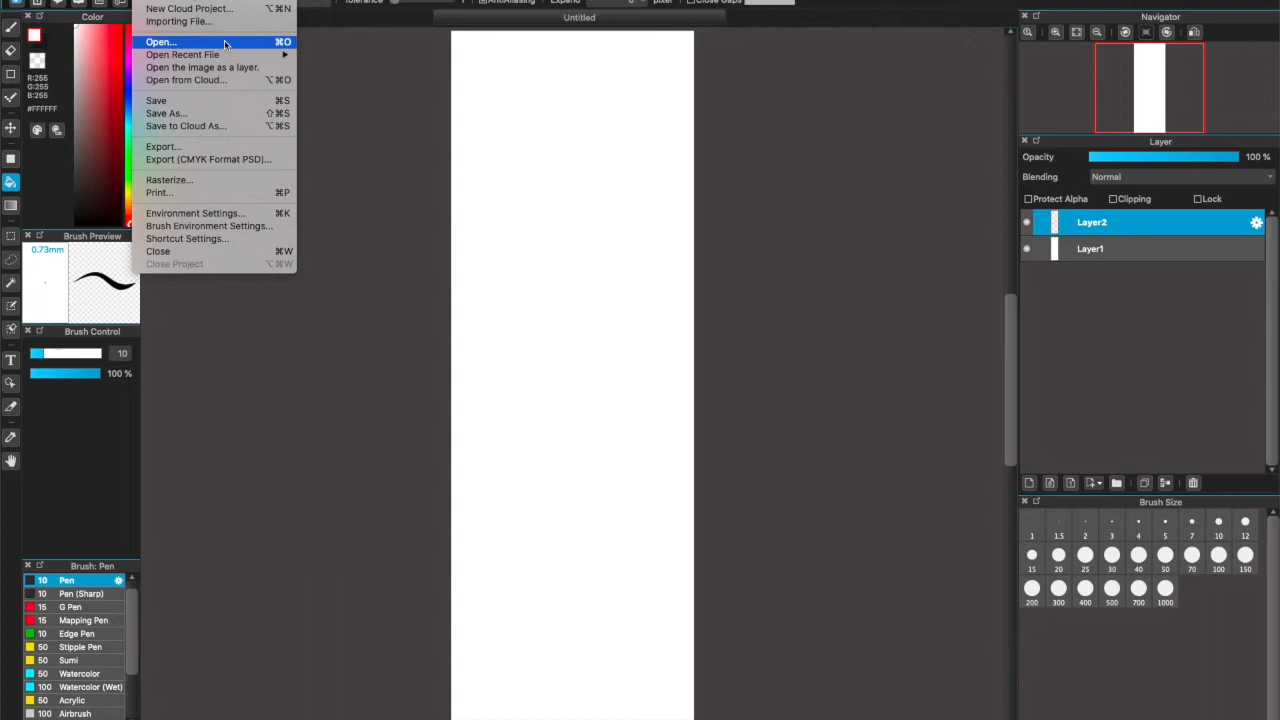 New Cloud Project... ⌥⌘N
Importing File...
Open... ⌘O
Open Recent File
Open the image as a layer.
Open from Cloud... ⌥⌘O
Save ⌘S
Save As... ⇧⌘S
Save to Cloud As... ⌥⌘S
Export...
Export (CMYK Format PSD)...
Rasterize...
Print... ⌘P
Environment Settings... ⌘K
Brush Environment Settings...
Shortcut Settings...
Close ⌘W
Close Project ⌥⌘W
Tolerance
AntiAliasing
Expand
pixel
Close Gaps
Untitled
Color
R:255
G:255
B:255
#FFFFFF
Brush Preview
0.73mm
Brush Control
10
100 %
Brush: Pen
10 Pen
10 Pen (Sharp)
15 G Pen
15 Mapping Pen
10 Edge Pen
50 Stipple Pen
50 Sumi
50 Watercolor
100 Watercolor (Wet)
50 Acrylic
100 Airbrush
T
Navigator
Layer
Opacity 100 %
Blending Normal
Protect Alpha Clipping Lock
Layer2
Layer1
Brush Size
1 1.5 2 3 4 5 7 10 12
15 20 25 30 40 50 70 100 150
200 300 400 500 700 1000